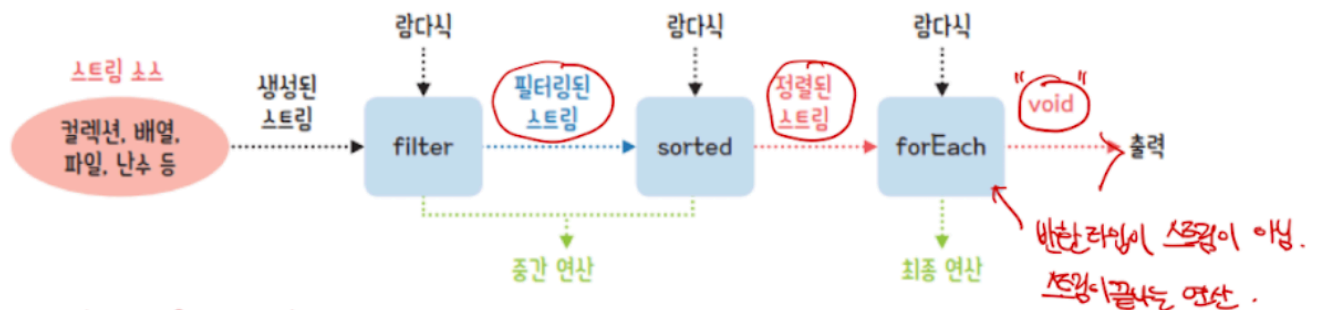 람다식
람다식
람다식
스트림 소스
컬렉션, 배열,
파일, 난수 등
생성된
스트림
filter
필터링된
스트림
sorted
정렬된
스트림
forEach
"void"
출력
중간 연산
최종 연산
반환타입이 스트림이 아님.
스트림이 끝나는 연산.